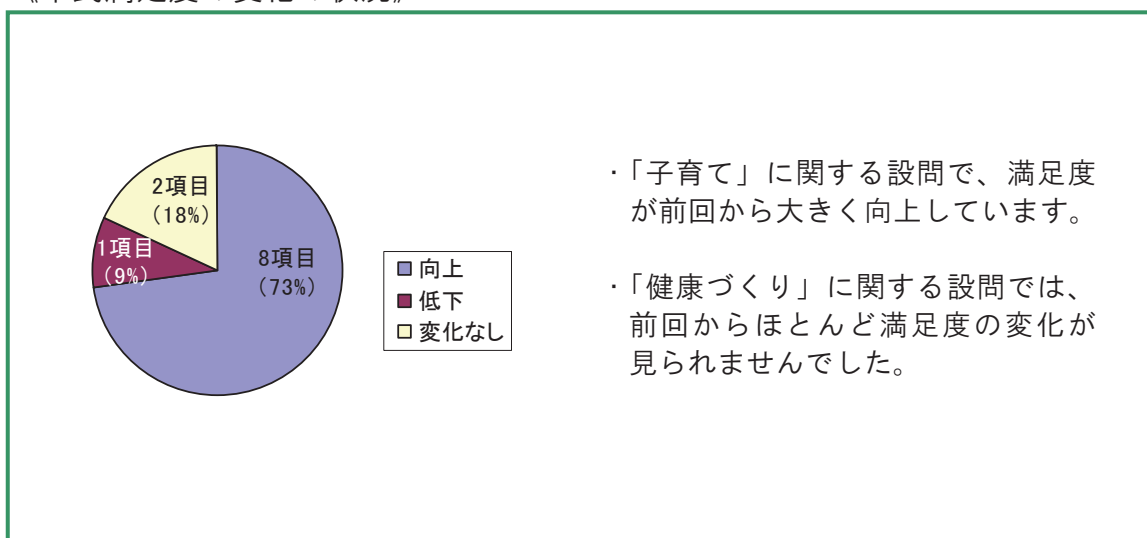 2項目
(18%)
1項目
(9%)
8項目
(73%)
向上
低下
変化なし
・「子育て」に関する設問で、満足度
が前回から大きく向上しています。
・「健康づくり」に関する設問では、
前回からほとんど満足度の変化が
見られませんでした。